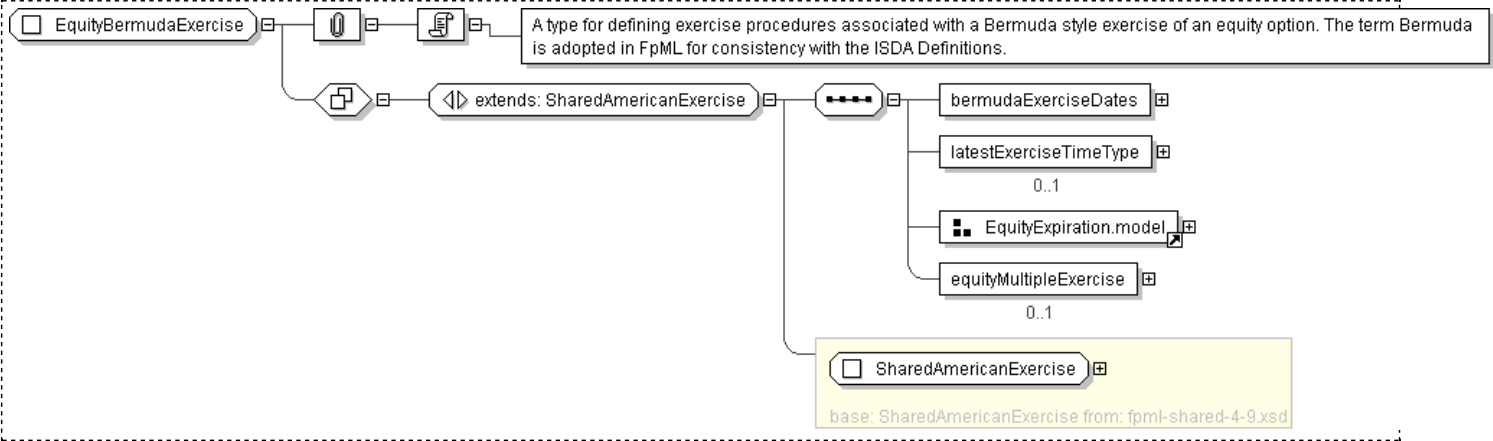 EquityBermudaExercise
A type for defining exercise procedures associated with a Bermuda style exercise of an equity option. The term Bermuda
is adopted in FpML for consistency with the ISDA Definitions.
extends: SharedAmericanExercise
bermudaExerciseDates
latestExerciseTimeType
0..1
EquityExpiration.model
equityMultipleExercise
0..1
SharedAmericanExercise
base: SharedAmericanExercise from: fpml-shared-4-9.xsd